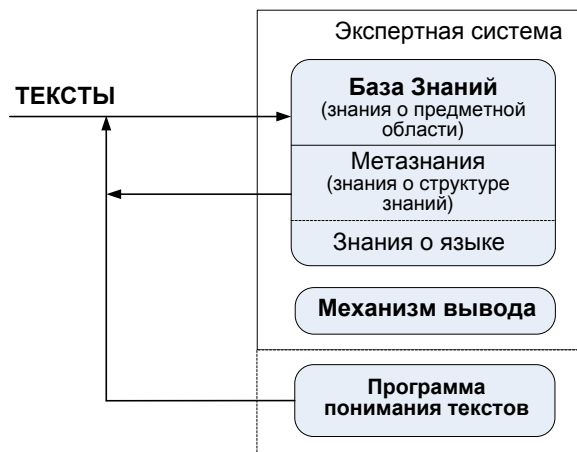 Экспертная система
ТЕКСТЫ
База Знаний
(знания о предметной
области)
Метазнания
(знания о структуре
знаний)
Знания о языке
Механизм вывода
Программа
понимания текстов